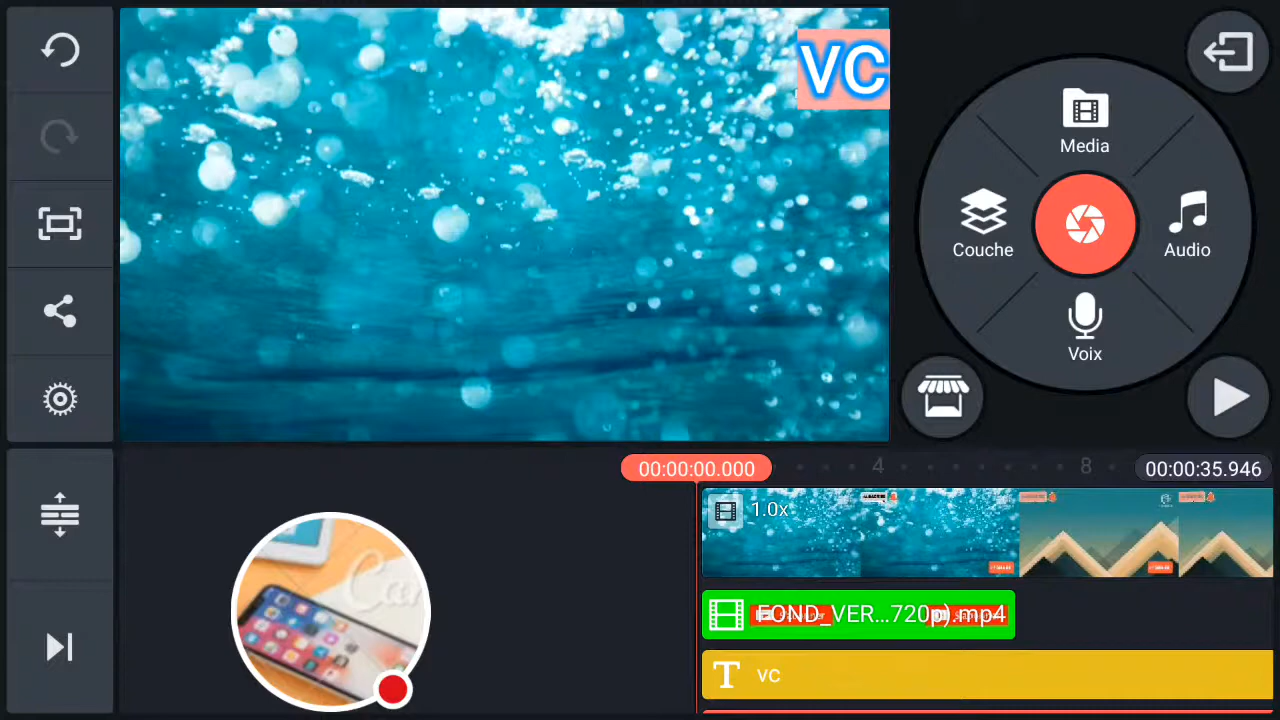 VC
Media
Couche
Audio
Voix
00:00:00.000
4
8
00:00:35.946
1.0x
FOND_VER...720p).mp4
VC